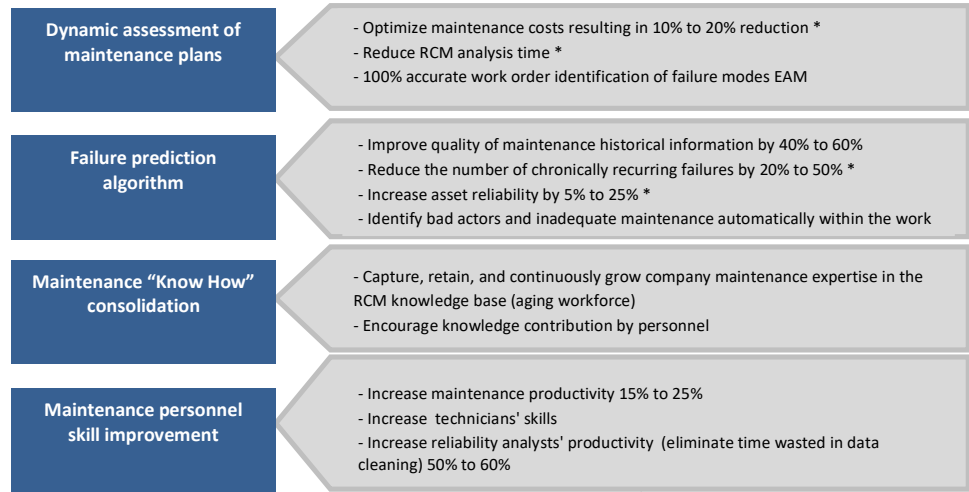 Dynamic assessment of
maintenance plans
- Optimize maintenance costs resulting in 10% to 20% reduction *
- Reduce RCM analysis time *
- 100% accurate work order identification of failure modes EAM
Failure prediction
algorithm
- Improve quality of maintenance historical information by 40% to 60%
- Reduce the number of chronically recurring failures by 20% to 50% *
- Increase asset reliability by 5% to 25% *
- Identify bad actors and inadequate maintenance automatically within the work
Maintenance “Know How”
consolidation
- Capture, retain, and continuously grow company maintenance expertise in the
RCM knowledge base (aging workforce)
- Encourage knowledge contribution by personnel
Maintenance personnel
skill improvement
- Increase maintenance productivity 15% to 25%
- Increase  technicians' skills
- Increase reliability analysts' productivity  (eliminate time wasted in data
cleaning) 50% to 60%